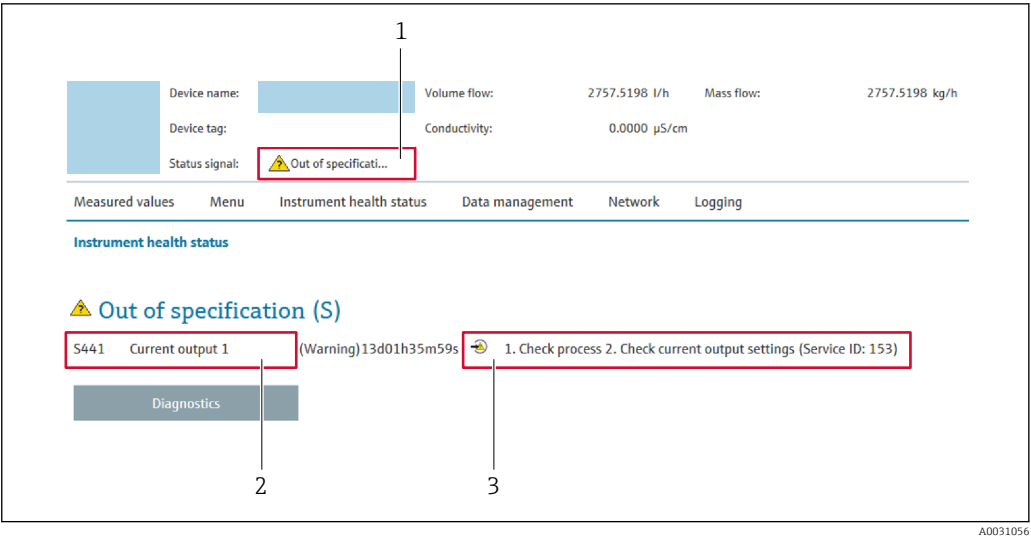 1
Device name: Volume flow: 2757.5198 l/h Mass flow: 2757.5198 kg/h
Device tag: Conductivity: 0.0000 µS/cm
Status signal: Out of specificati...
Measured values Menu Instrument health status Data management Network Logging
Instrument health status
Out of specification (S)
S441 Current output 1 (Warning)13d01h35m59s 1. Check process 2. Check current output settings (Service ID: 153)
Diagnostics
2 3
A0031056